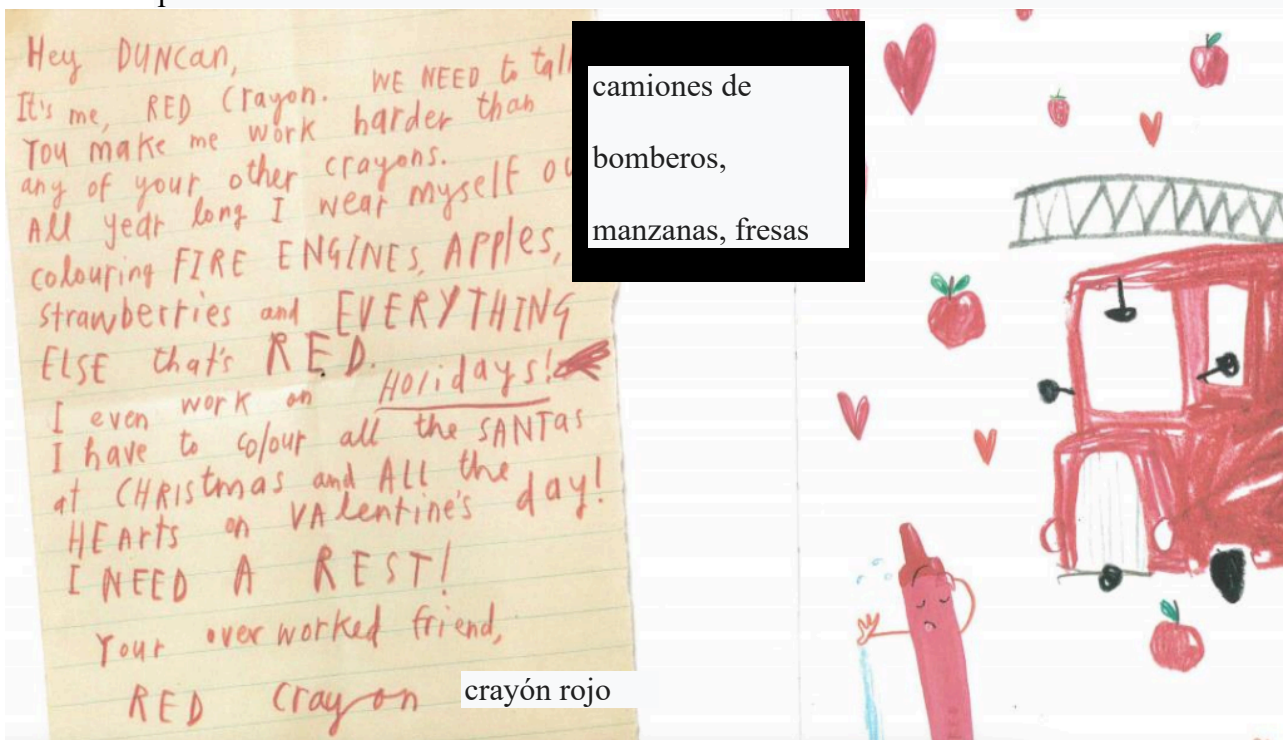 Hey DUNCan,
It's me, RED Crayon. WE NEED to tal
You make me work harder than
any of your other crayons.
All year long I wear myself ou
colouring FIRE ENGINES, APples,
strawberries and EVERYTHING
ELSE that's RED.
I even work on Holidays!
I have to colour all the SANTas
at CHRIStmas and ALL the
HEArts on VAlentine's day!
I NEED A REST!
Your overworked friend,
RED Crayon
crayón rojo
camiones de
bomberos,
manzanas, fresas